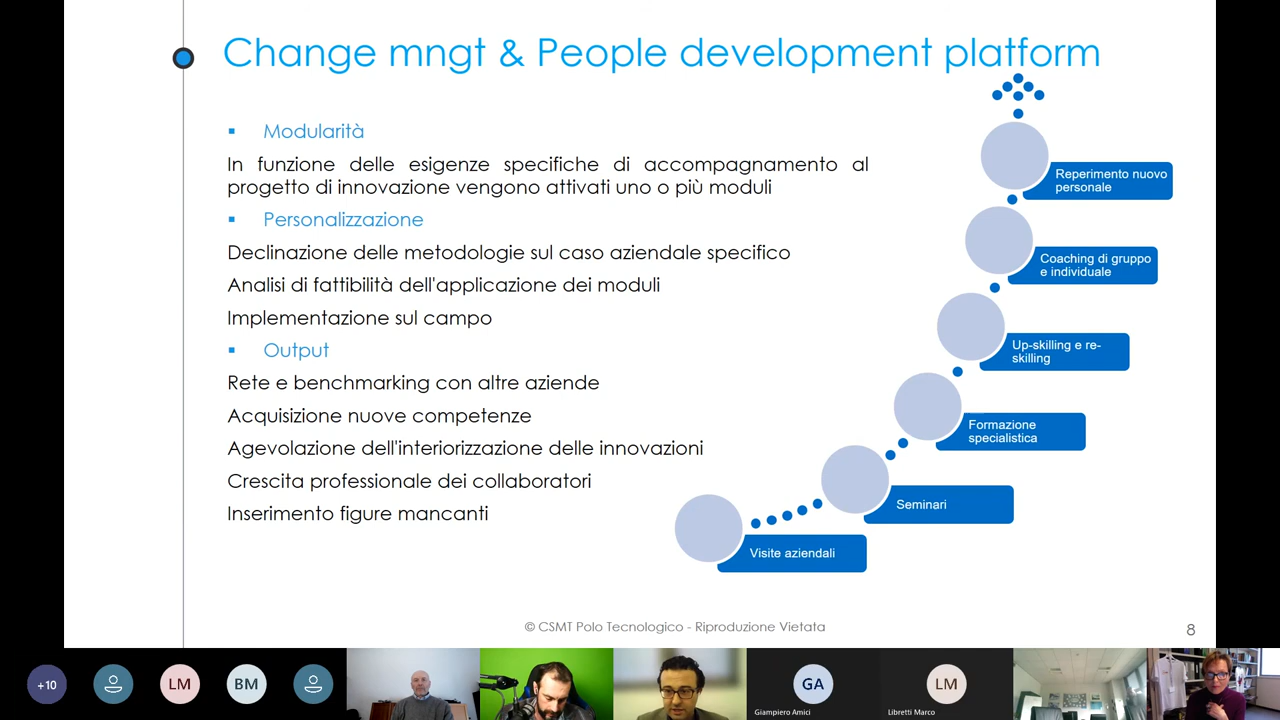 Change mngt & People development platform
Modularità
In funzione delle esigenze specifiche di accompagnamento al
progetto di innovazione vengono attivati uno o più moduli
Personalizzazione
Declinazione delle metodologie sul caso aziendale specifico
Analisi di fattibilità dell'applicazione dei moduli
Implementazione sul campo
Output
Rete e benchmarking con altre aziende
Acquisizione nuove competenze
Agevolazione dell'interiorizzazione delle innovazioni
Crescita professionale dei collaboratori
Inserimento figure mancanti
Reperimento nuovo
personale
Coaching di gruppo
e individuale
Up-skilling e re-
skilling
Formazione
specialistica
Seminari
Visite aziendali
© CSMT Polo Tecnologico - Riproduzione Vietata
8
+10
LM
BM
GA
Giampiero Amici
LM
Libretti Marco